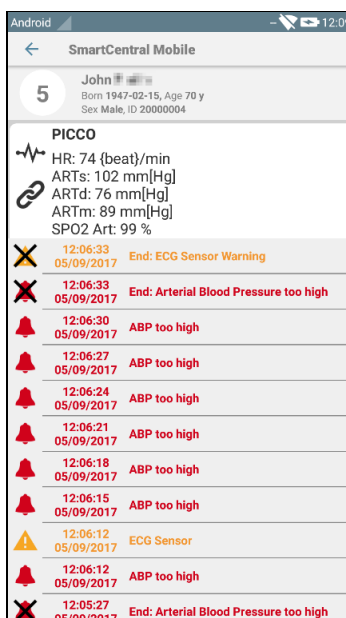 Android
12:09
SmartCentral Mobile
5
John
Born 1947-02-15, Age 70 y
Sex Male, ID 20000004
PICCO
HR: 74 {beat}/min
ARTs: 102 mm[Hg]
ARTd: 76 mm[Hg]
ARTm: 89 mm[Hg]
SPO2 Art: 99 %
12:06:33
05/09/2017
End: ECG Sensor Warning
12:06:33
05/09/2017
End: Arterial Blood Pressure too high
12:06:30
05/09/2017
ABP too high
12:06:27
05/09/2017
ABP too high
12:06:24
05/09/2017
ABP too high
12:06:21
05/09/2017
ABP too high
12:06:18
05/09/2017
ABP too high
12:06:15
05/09/2017
ABP too high
12:06:12
05/09/2017
ECG Sensor
12:06:12
05/09/2017
ABP too high
12:05:27
05/09/2017
End: Arterial Blood Pressure too high